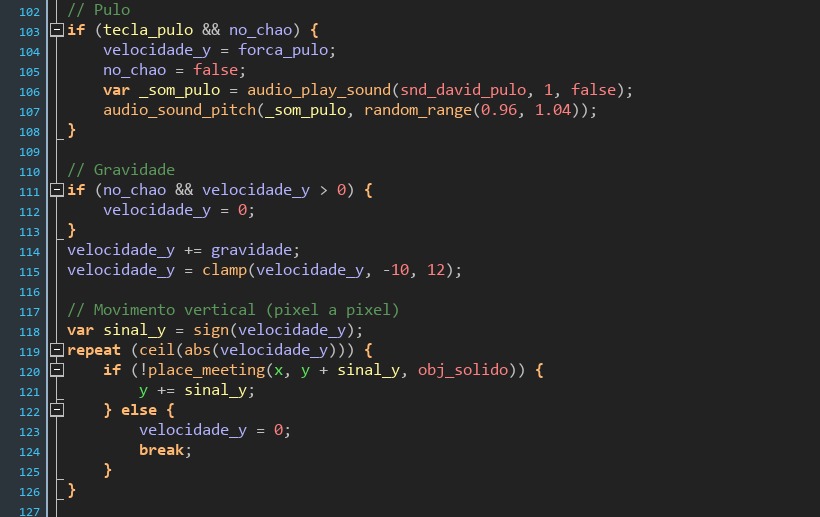 102 // Pulo
103 if (tecla_pulo && no_chao) {
104     velocidade_y = forca_pulo;
105     no_chao = false;
106     var _som_pulo = audio_play_sound(snd_david_pulo, 1, false);
107     audio_sound_pitch(_som_pulo, random_range(0.96, 1.04));
108 }
109
110 // Gravidade
111 if (no_chao && velocidade_y > 0) {
112     velocidade_y = 0;
113 }
114 velocidade_y += gravidade;
115 velocidade_y = clamp(velocidade_y, -10, 12);
116
117 // Movimento vertical (pixel a pixel)
118 var sinal_y = sign(velocidade_y);
119 repeat (ceil(abs(velocidade_y))) {
120     if (!place_meeting(x, y + sinal_y, obj_solido)) {
121         y += sinal_y;
122     } else {
123         velocidade_y = 0;
124         break;
125     }
126 }
127